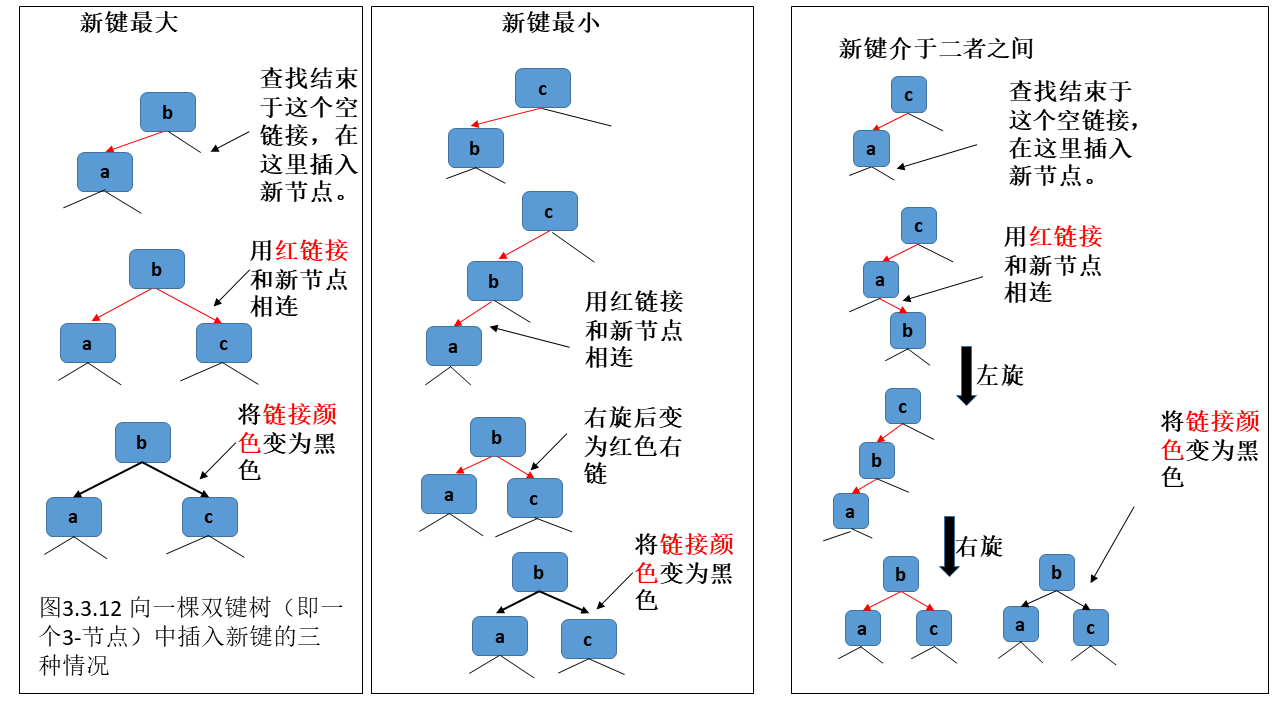 新键最大
b
查找结束
于这个空
链接，在
这里插入
新节点。
a
用红链接
和新节点
相连
b
a
c
将链接颜
色变为黑
色
b
a
c
图3.3.12 向一棵双键树（即一
个3-节点）中插入新键的三
种情况
新键最小
c
b
c
b
用红链接
和新节点
相连
a
右旋后变
为红色右
链
b
a
c
将链接颜
色变为黑
色
b
a
c
新键介于二者之间
c
查找结束于
这个空链接，
在这里插入
新节点。
a
c
用红链接
和新节点
相连
a
b
左旋
c
将链接颜
色变为黑
色
b
a
右旋
b
a
c
b
a
c